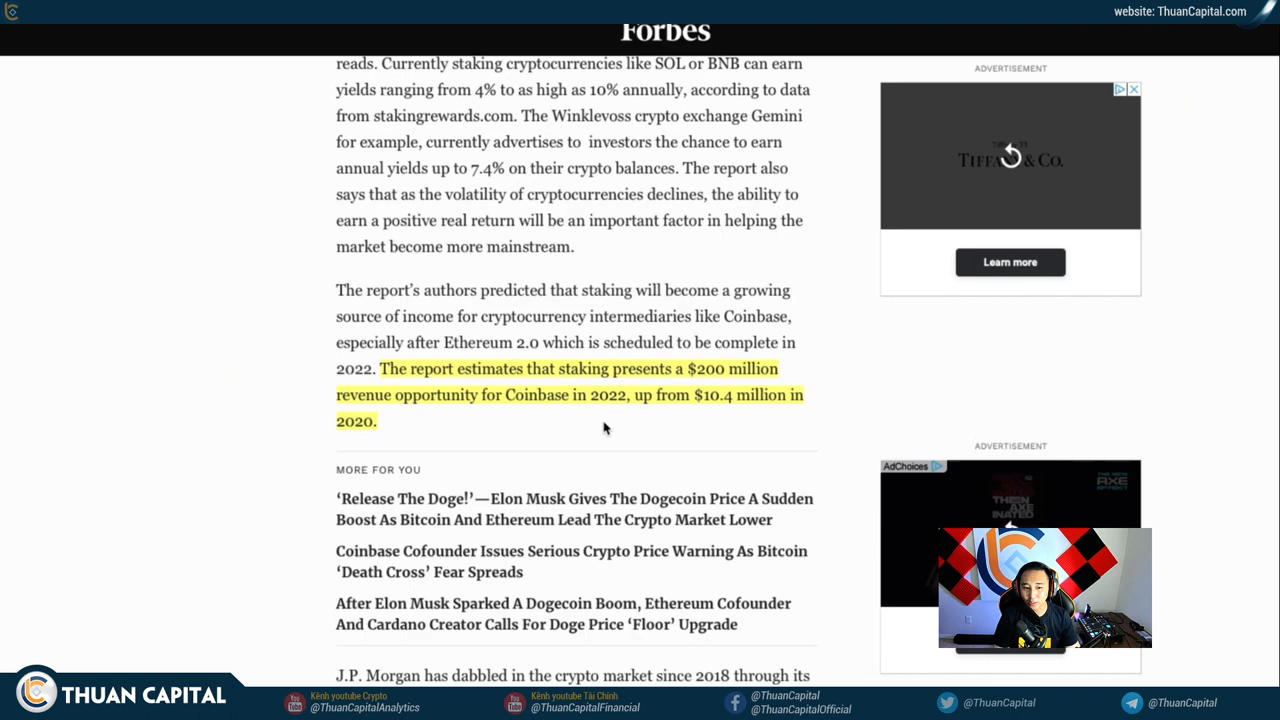 website: ThuanCapital.com
Forbes
reads. Currently staking cryptocurrencies like SOL or BNB can earn
yields ranging from 4% to as high as 10% annually, according to data
from stakingrewards.com. The Winklevoss crypto exchange Gemini
for example, currently advertises to investors the chance to earn
annual yields up to 7.4% on their crypto balances. The report also
says that as the volatility of cryptocurrencies declines, the ability to
earn a positive real return will be an important factor in helping the
market become more mainstream.
The report's authors predicted that staking will become a growing
source of income for cryptocurrency intermediaries like Coinbase,
especially after Ethereum 2.0 which is scheduled to be complete in
2022. The report estimates that staking presents a $200 million
revenue opportunity for Coinbase in 2022, up from $10.4 million in
2020.
MORE FOR YOU
‘Release The Doge!’—Elon Musk Gives The Dogecoin Price A Sudden
Boost As Bitcoin And Ethereum Lead The Crypto Market Lower
Coinbase Cofounder Issues Serious Crypto Price Warning As Bitcoin
‘Death Cross’ Fear Spreads
After Elon Musk Sparked A Dogecoin Boom, Ethereum Cofounder
And Cardano Creator Calls For Doge Price ‘Floor’ Upgrade
J.P. Morgan has dabbled in the crypto market since 2018 through its
ADVERTISEMENT
TIFFANY & CO.
Learn more
ADVERTISEMENT
AdChoices
THE NEW
AXE
EFFECT
THEN
AXE
INATED
THUAN CAPITAL
Kênh youtube Crypto
@ThuanCapitalAnalytics
Kênh youtube Tài Chính
@ThuanCapitalFinancial
@ThuanCapital
@ThuanCapitalOfficial
@ThuanCapital
@ThuanCapital